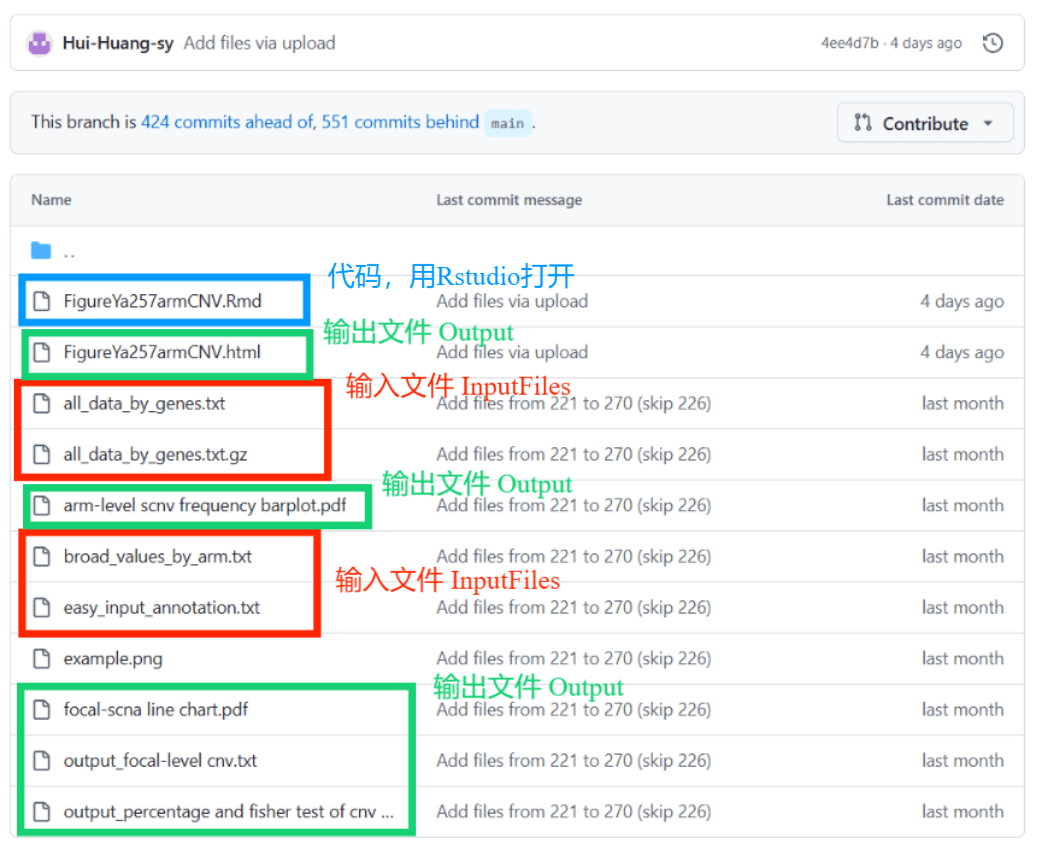 Hui-Huang-sy Add files via upload 4ee4d7b · 4 days ago
This branch is 424 commits ahead of, 551 commits behind main .
Contribute
Name Last commit message Last commit date
..
代码，用Rstudio打开
FigureYa257armCNV.Rmd Add files via upload 4 days ago
输出文件 Output
FigureYa257armCNV.html Add files via upload 4 days ago
输入文件 InputFiles
all_data_by_genes.txt Add files from 221 to 270 (skip 226) last month
all_data_by_genes.txt.gz Add files from 221 to 270 (skip 226) last month
输出文件 Output
arm-level scnv frequency barplot.pdf Add files from 221 to 270 (skip 226) last month
broad_values_by_arm.txt Add files from 221 to 270 (skip 226) last month
输入文件 InputFiles
easy_input_annotation.txt Add files from 221 to 270 (skip 226) last month
example.png Add files from 221 to 270 (skip 226) last month
输出文件 Output
focal-scna line chart.pdf Add files from 221 to 270 (skip 226) last month
output_focal-level cnv.txt Add files from 221 to 270 (skip 226) last month
output_percentage and fisher test of cnv ... Add files from 221 to 270 (skip 226) last month